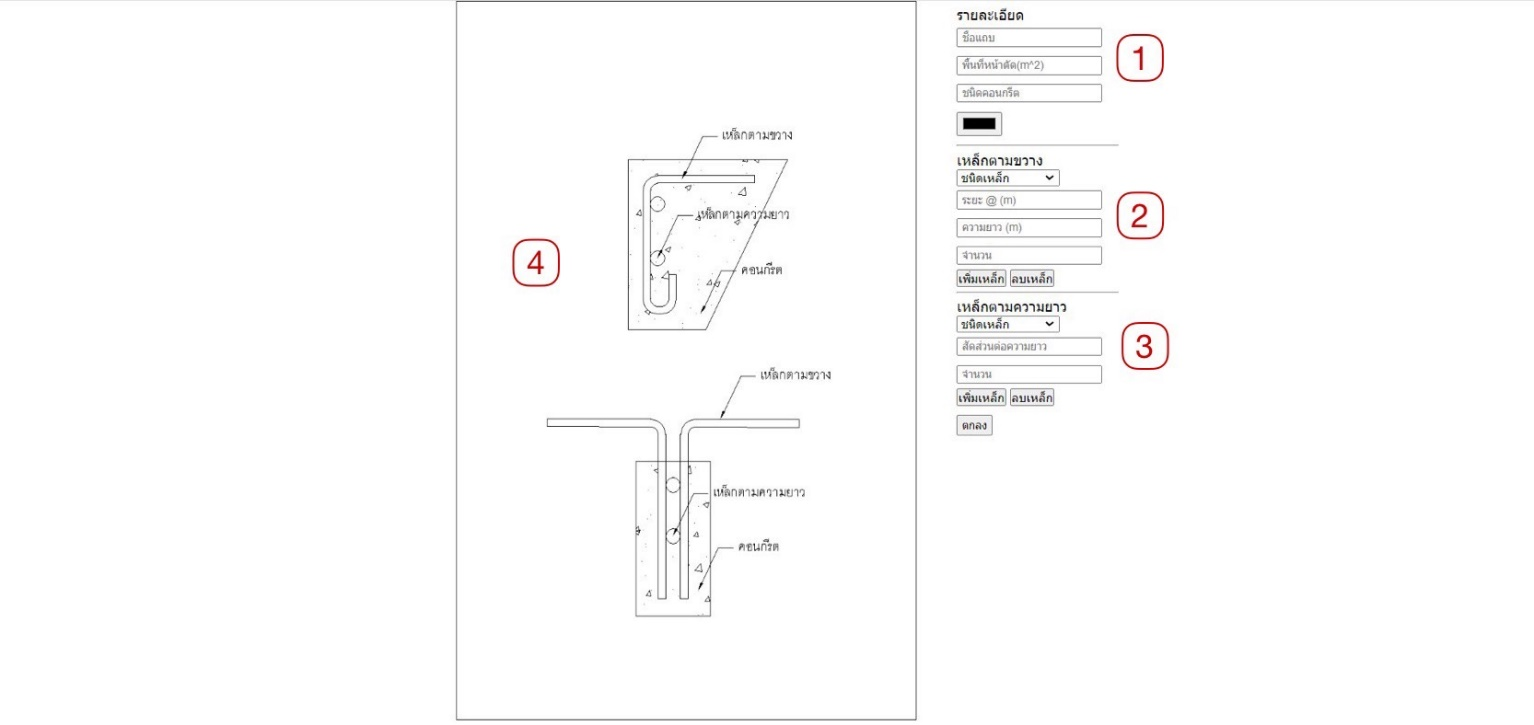 รายละเอียด
ชื่อแถบ
พื้นที่หน้าตัด(m^2)
ชนิดคอนกรีต
1
เหล็กตามขวาง
ชนิดเหล็ก
ระยะ @ (m)
ความยาว (m)
จำนวน
เพิ่มเหล็ก ลบเหล็ก
2
เหล็กตามความยาว
ชนิดเหล็ก
สัดส่วนต่อความยาว
จำนวน
เพิ่มเหล็ก ลบเหล็ก
ตกลง
3
เหล็กตามขวาง
เหล็กตามความยาว
คอนกรีต
4
เหล็กตามขวาง
เหล็กตามความยาว
คอนกรีต